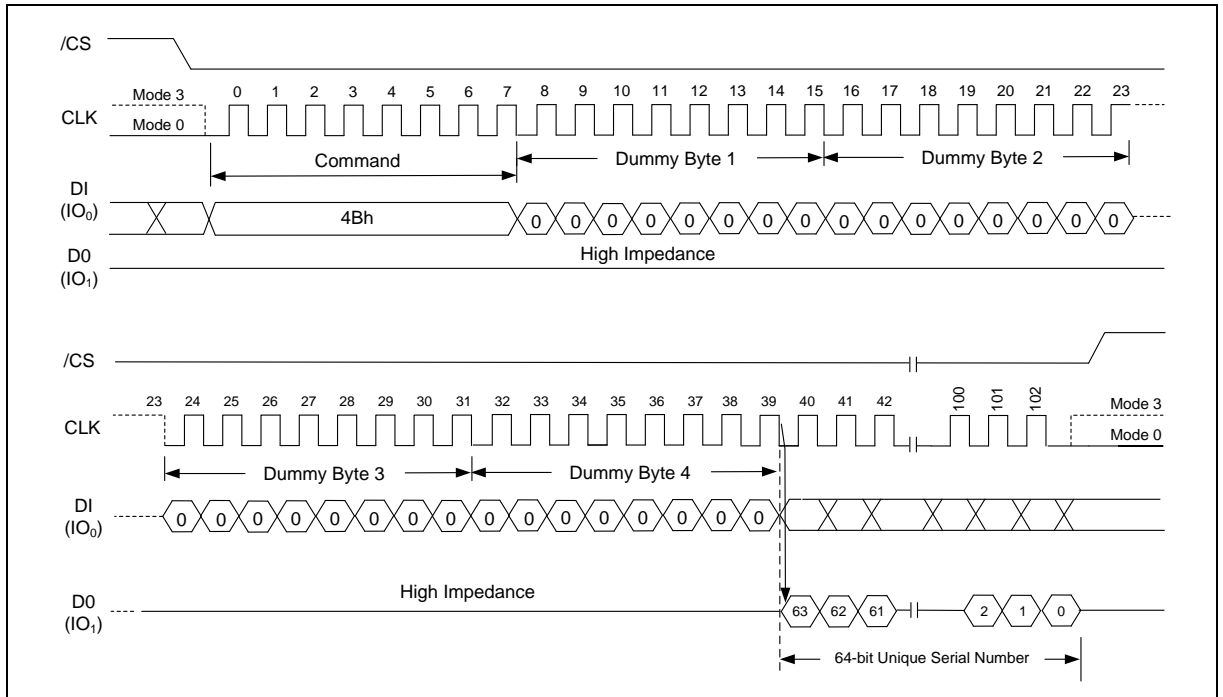 /CS
Mode 3 0 1 2 3 4 5 6 7 8 9 10 11 12 13 14 15 16 17 18 19 20 21 22 23
CLK
Mode 0
Command Dummy Byte 1 Dummy Byte 2
DI
(IO₀)
4Bh 0 0 0 0 0 0 0 0 0 0 0 0 0 0 0 0
D0
(IO₁)
High Impedance
/CS
23 24 25 26 27 28 29 30 31 32 33 34 35 36 37 38 39 40 41 42 100 101 102 Mode 3
CLK
Mode 0
Dummy Byte 3 Dummy Byte 4
DI
(IO₀)
0 0 0 0 0 0 0 0 0 0 0 0 0 0 0 0
High Impedance
D0
(IO₁)
63 62 61 2 1 0
64-bit Unique Serial Number